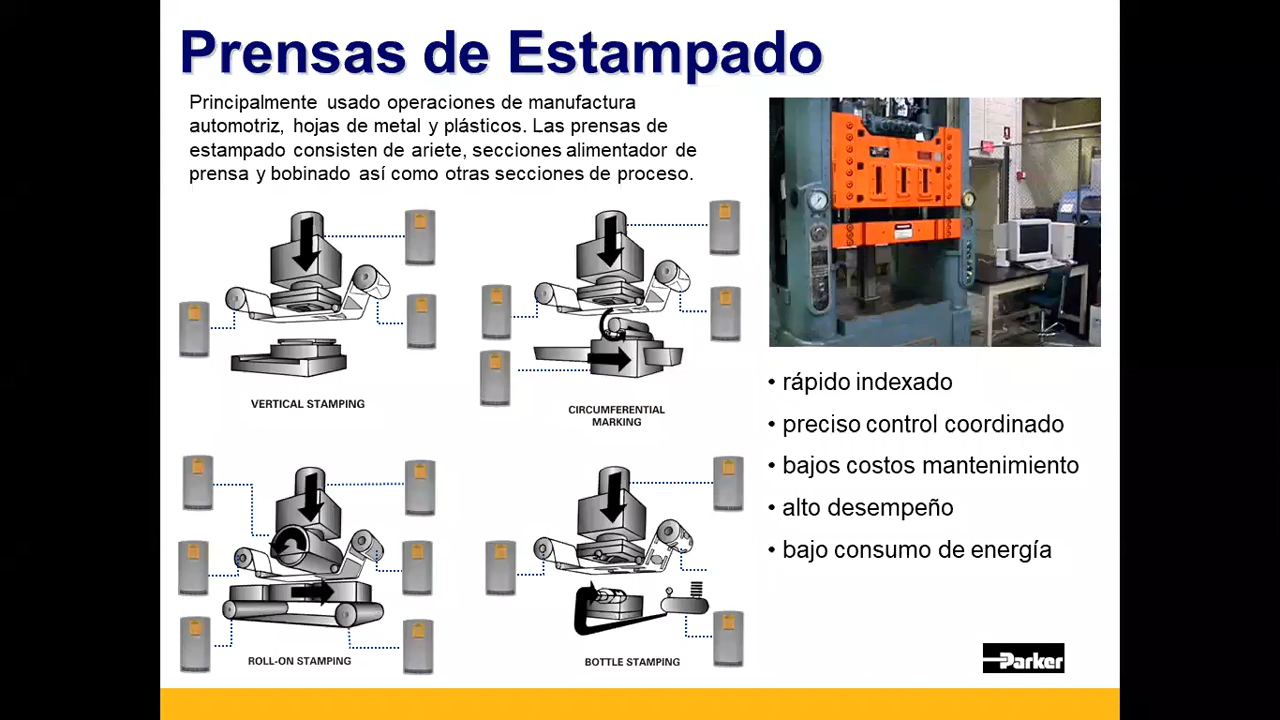 Prensas de Estampado
Principalmente usado operaciones de manufactura
automotriz, hojas de metal y plásticos. Las prensas de
estampado consisten de ariete, secciones alimentador de
prensa y bobinado así como otras secciones de proceso.
VERTICAL STAMPING
CIRCUMFERENTIAL
MARKING
ROLL-ON STAMPING
BOTTLE STAMPING
• rápido indexado
• preciso control coordinado
• bajos costos mantenimiento
• alto desempeño
• bajo consumo de energía
Parker